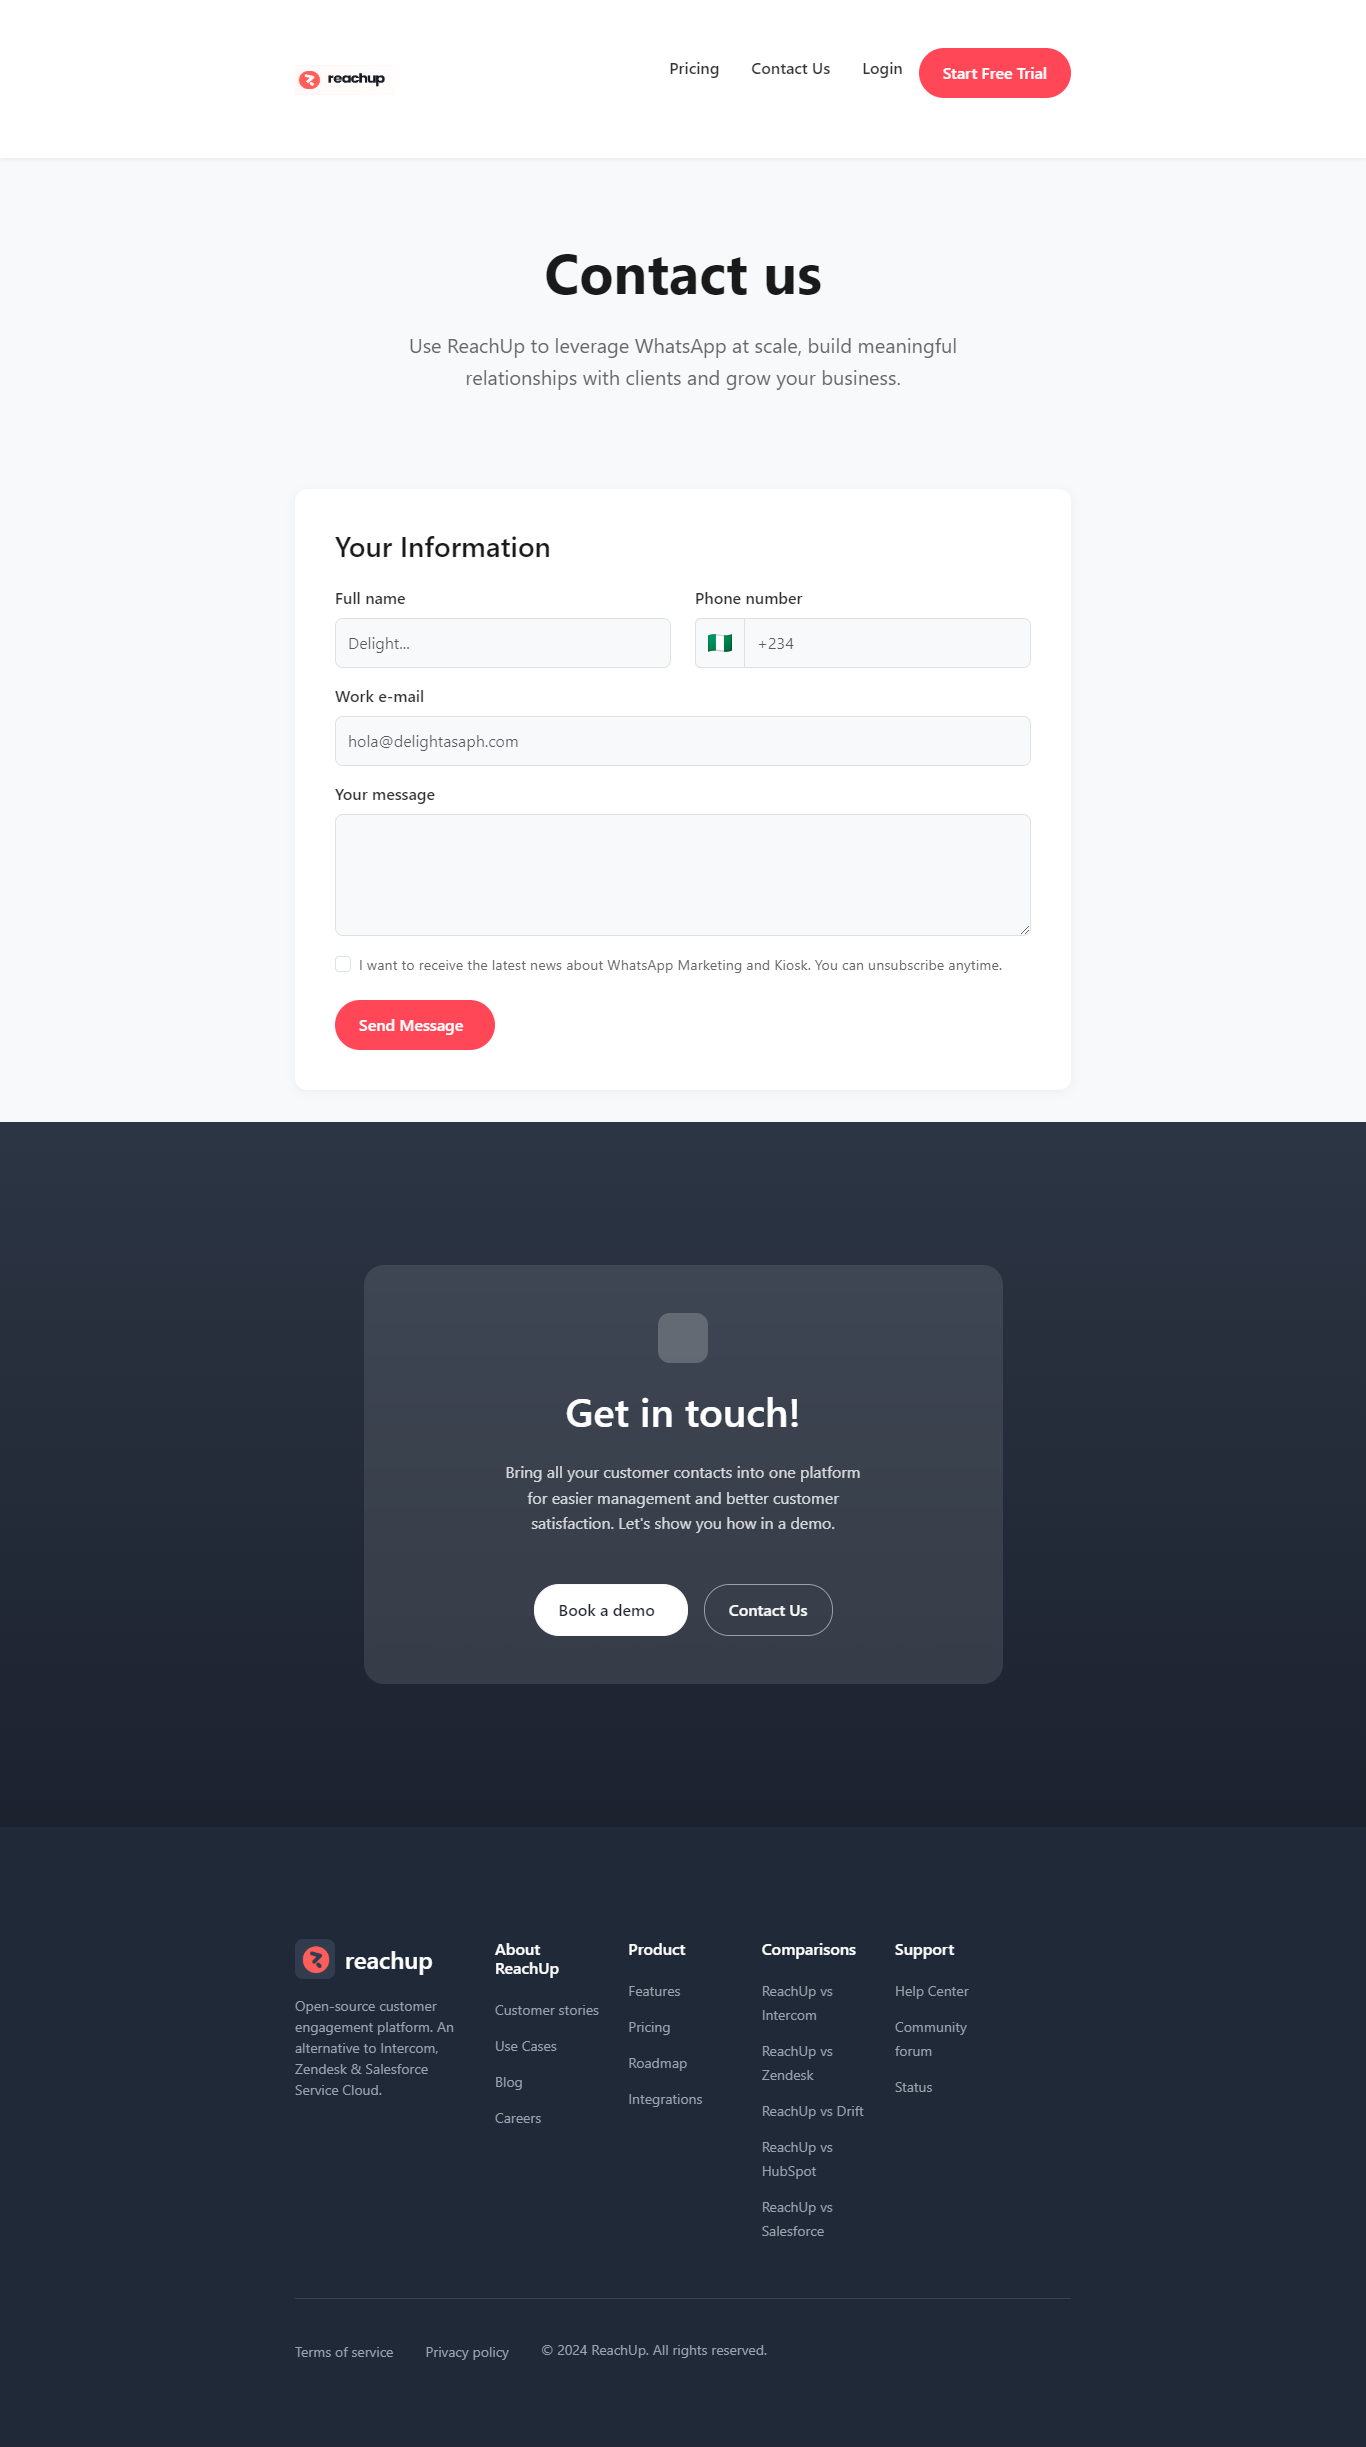 reachup
Pricing
Contact Us
Login
Start Free Trial
Contact us
Use ReachUp to leverage WhatsApp at scale, build meaningful
relationships with clients and grow your business.
Your Information
Full name
Delight...
Phone number
+234
Work e-mail
hola@delightasaph.com
Your message
I want to receive the latest news about WhatsApp Marketing and Kiosk. You can unsubscribe anytime.
Send Message
Get in touch!
Bring all your customer contacts into one platform
for easier management and better customer
satisfaction. Let's show you how in a demo.
Book a demo
Contact Us
reachup
Open-source customer
engagement platform. An
alternative to Intercom,
Zendesk & Salesforce
Service Cloud.
About
ReachUp
Customer stories
Use Cases
Blog
Careers
Product
Features
Pricing
Roadmap
Integrations
Comparisons
ReachUp vs
Intercom
ReachUp vs
Zendesk
ReachUp vs Drift
ReachUp vs
HubSpot
ReachUp vs
Salesforce
Support
Help Center
Community
forum
Status
Terms of service
Privacy policy
© 2024 ReachUp. All rights reserved.